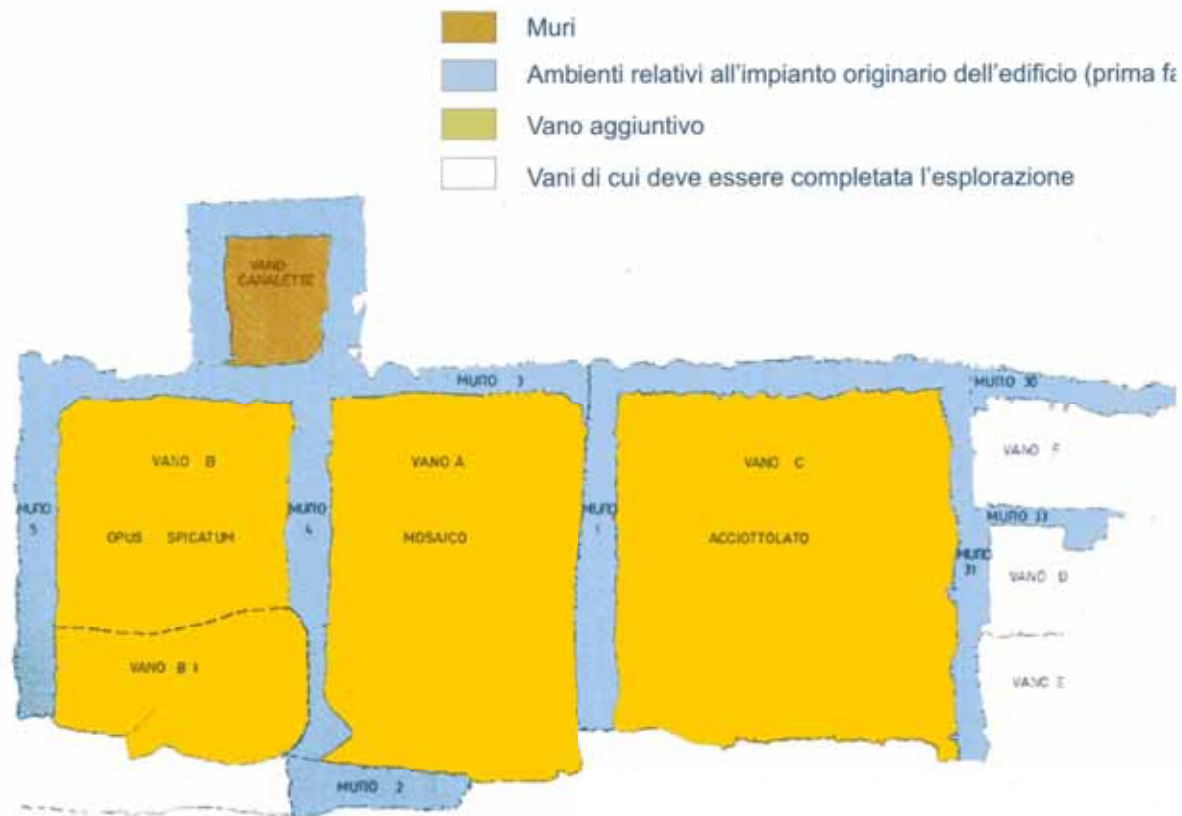 Muri
Ambienti relativi all'impianto originario dell'edificio (prima fa
Vano aggiuntivo
Vani di cui deve essere completata l'esplorazione
VANO
CANALETTE
MURO 3
MURO 30
VANO B
VANO A
VANO C
VANO F
MURO
5
OPUS SPICATUM
MURO
4
MOSAICO
MURO
1
ACCIOTTOLATO
MURO 33
MURO
31
VANO D
VANO B 1
VANO E
MURO 2